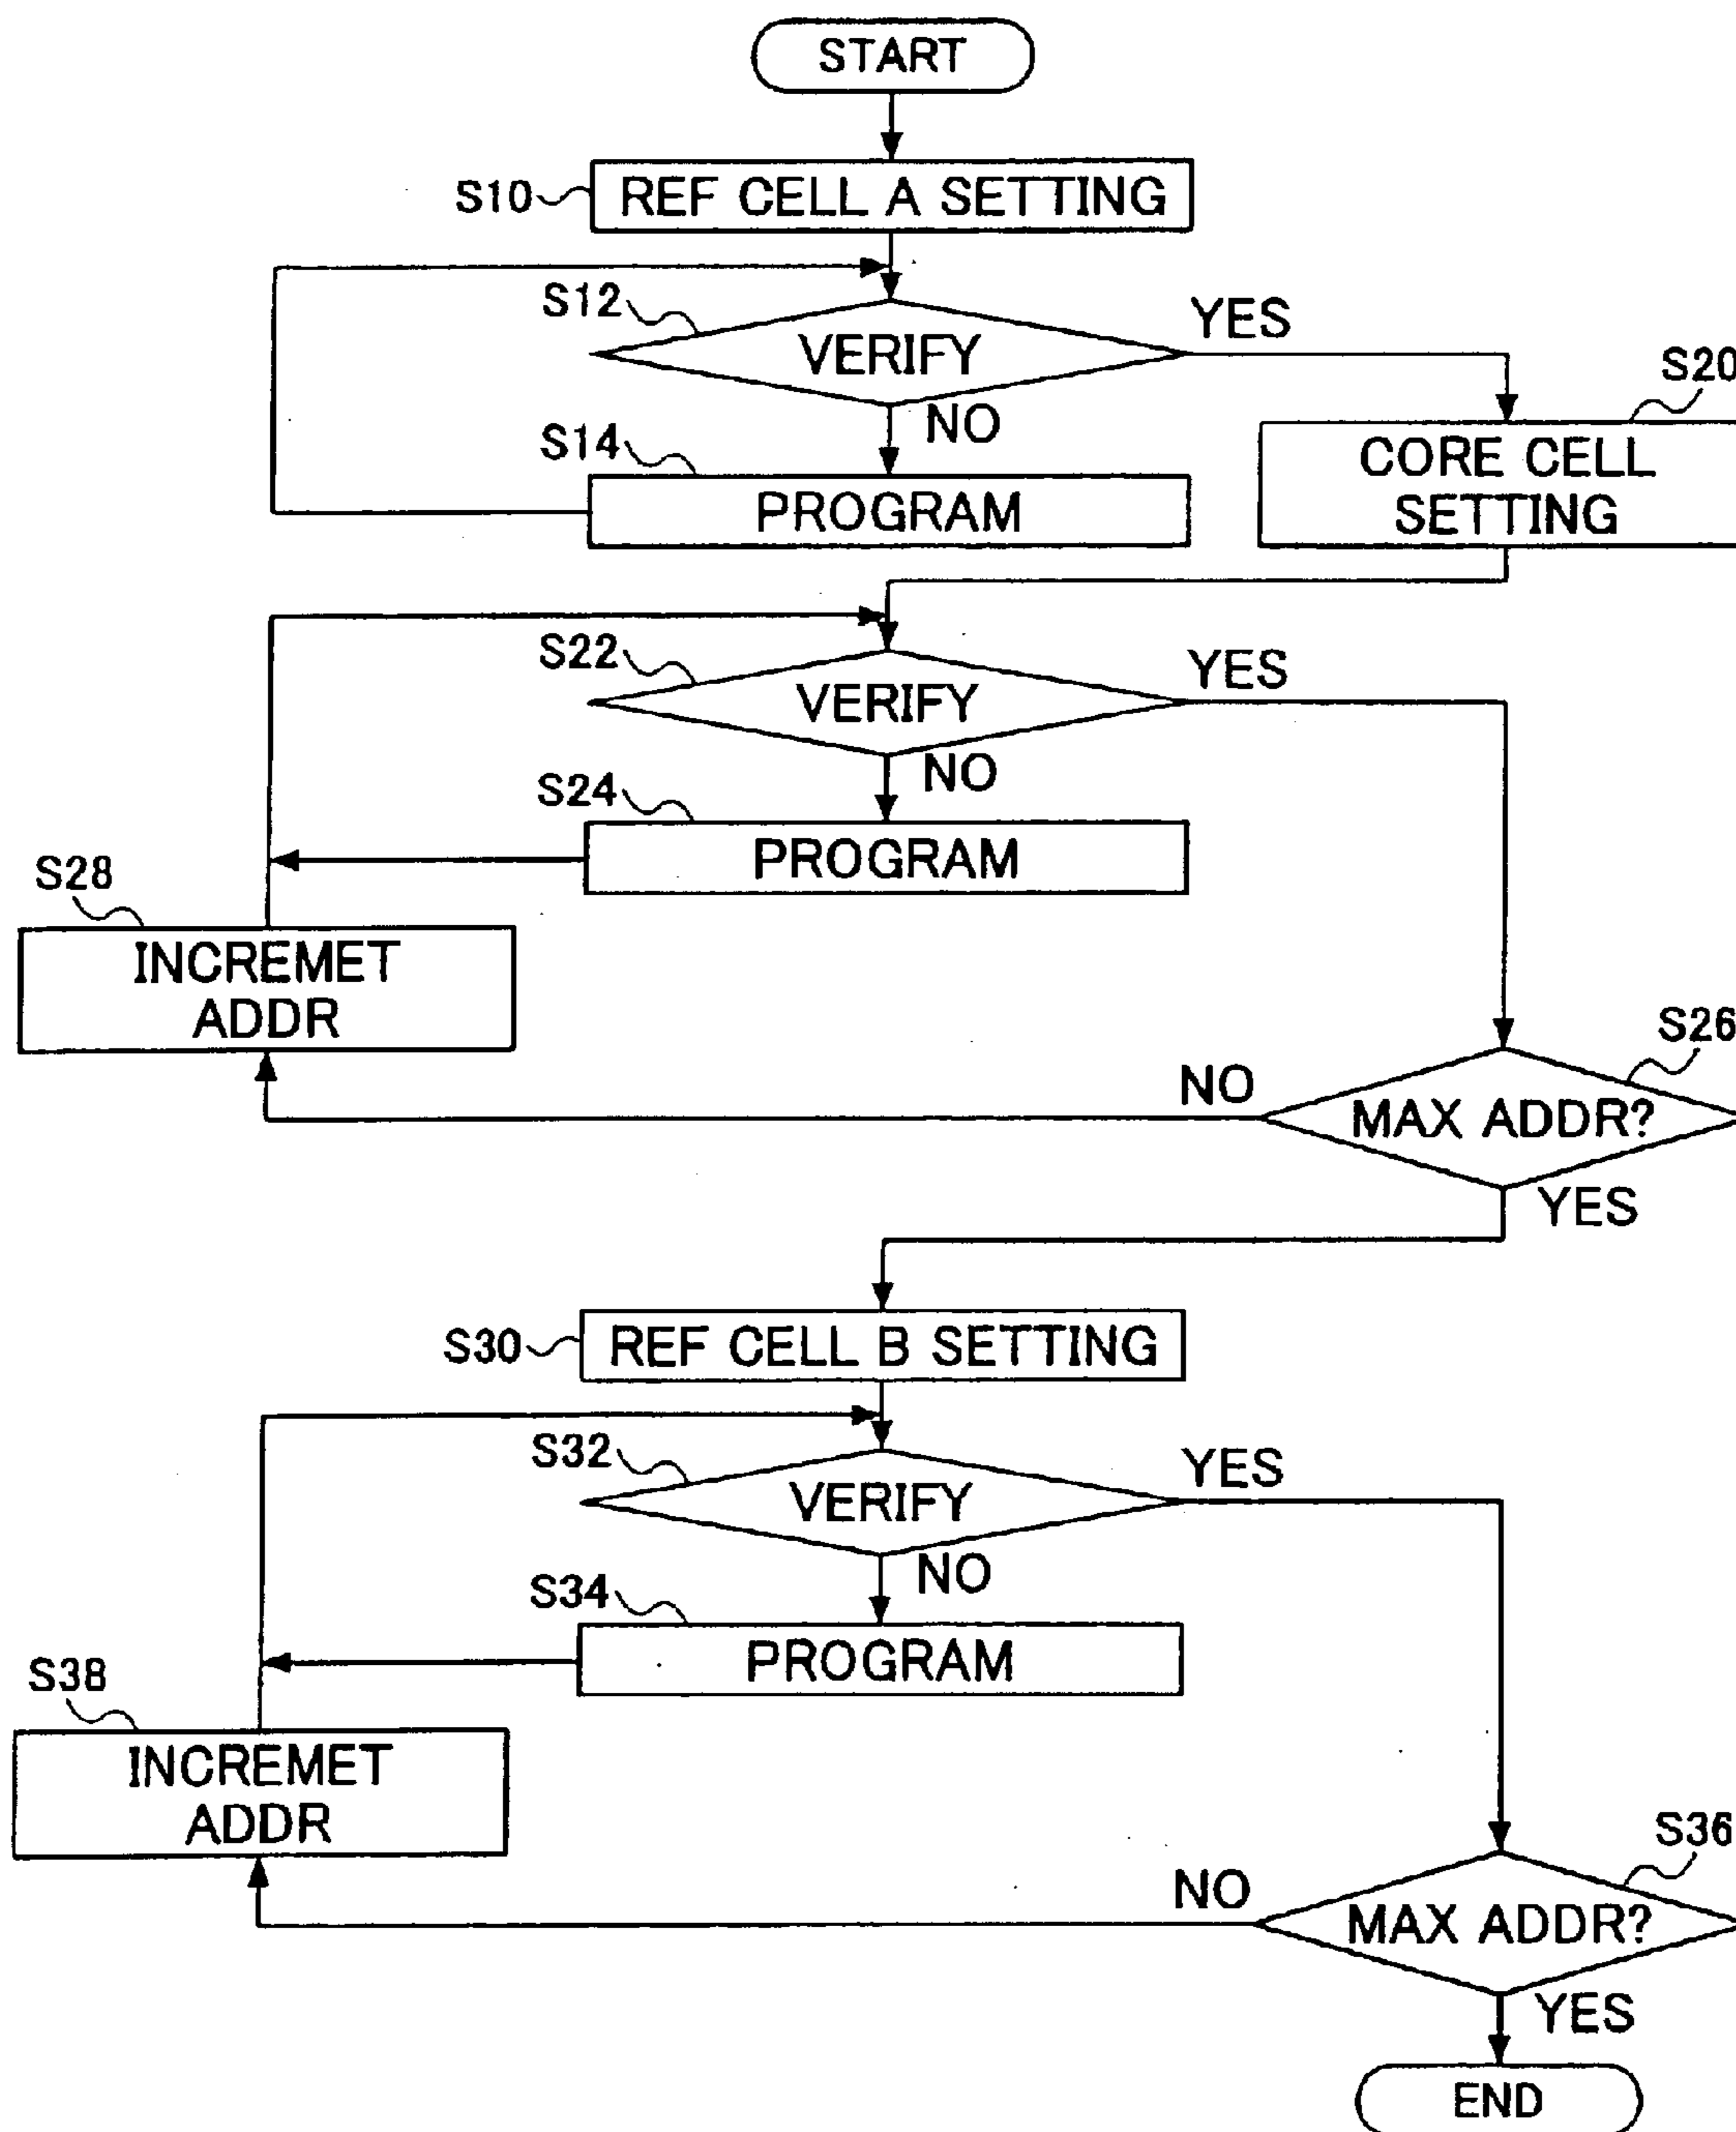 START
S10
REF CELL A SETTING
S12
VERIFY
YES
NO
S14
PROGRAM
S20
CORE CELL
SETTING
S22
VERIFY
YES
NO
S24
PROGRAM
S28
INCREMET
ADDR
S26
MAX ADDR?
NO
YES
S30
REF CELL B SETTING
S32
VERIFY
YES
NO
S34
PROGRAM
S38
INCREMET
ADDR
S36
MAX ADDR?
NO
YES
END